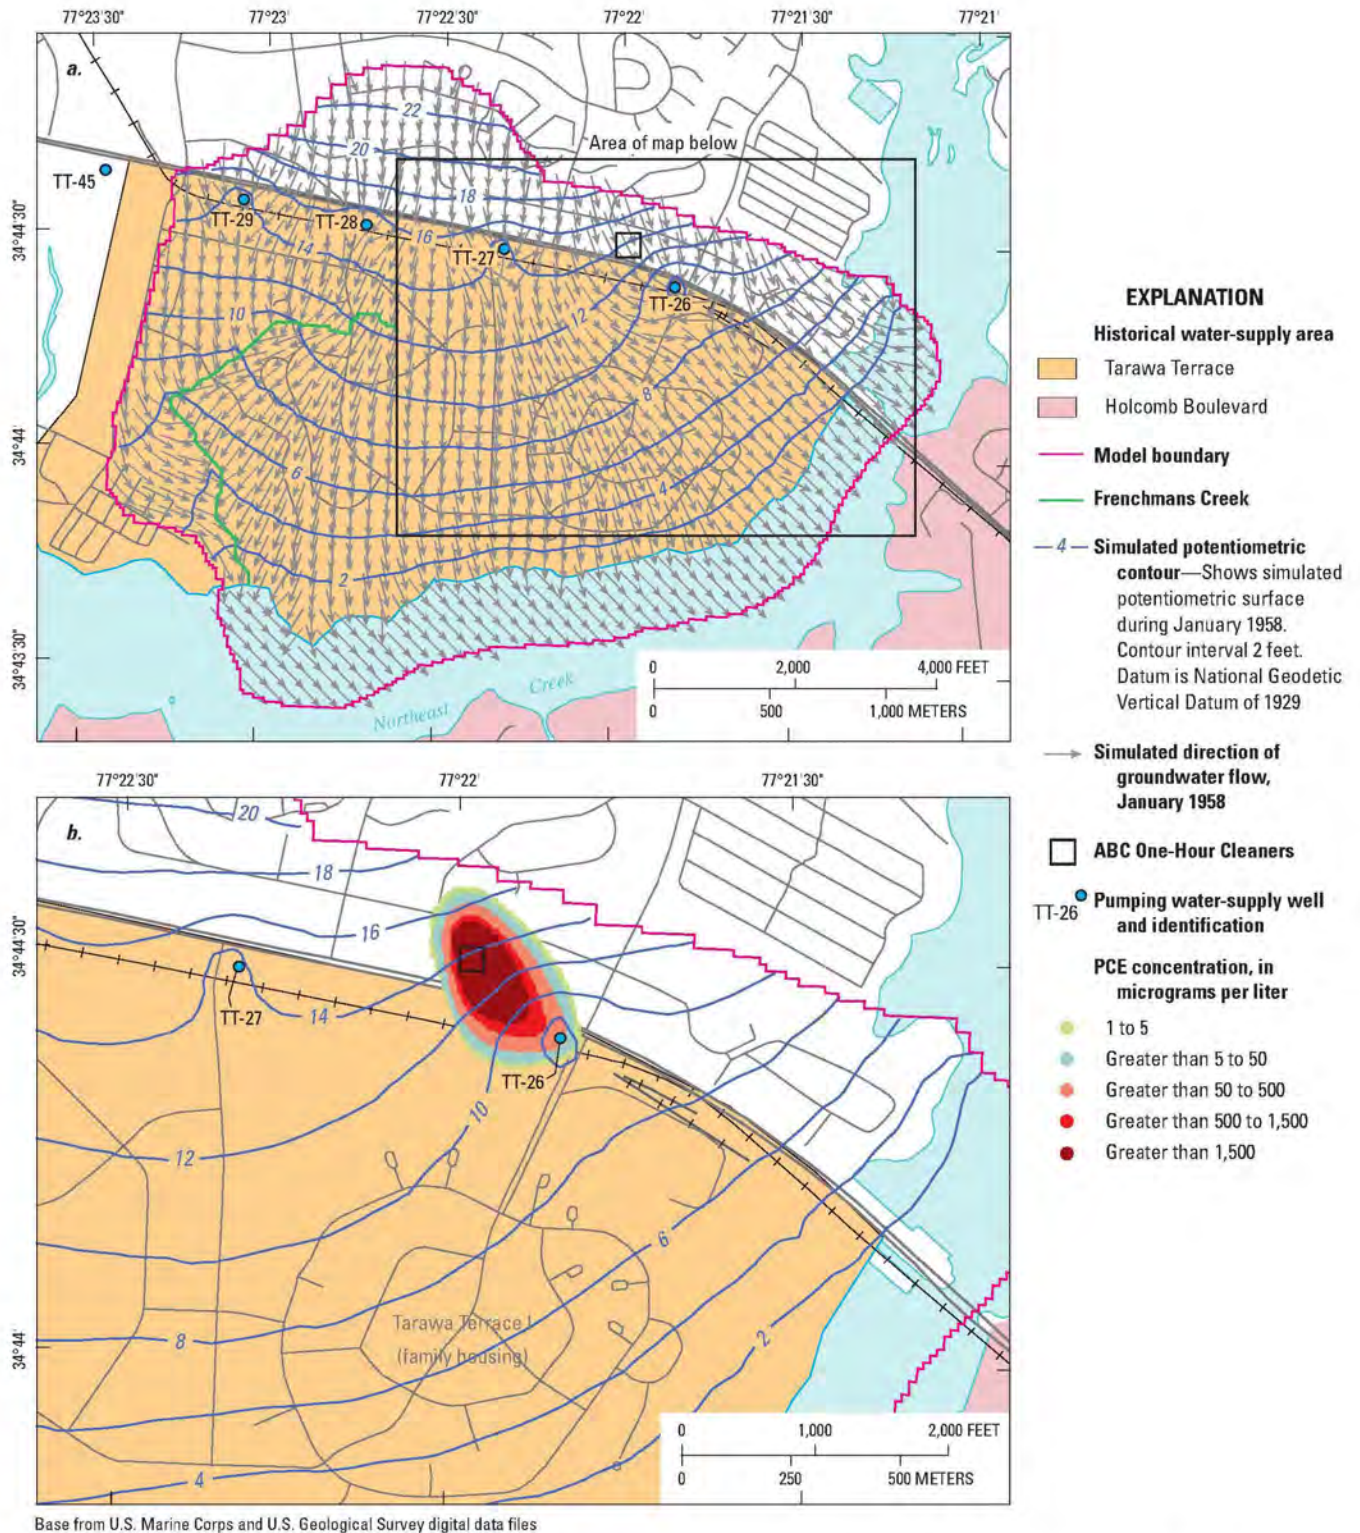 77°23'30"
77°23'
77°22'30"
77°22'
77°21'30"
77°21'
a.
22
20
Area of map below
TT-45
18
34°44'30"
TT-29
TT-28
16
14
TT-27
TT-26
10
12
8
34°44'
6
4
2
34°43'30"
0 2,000 4,000 FEET
0 500 1,000 METERS
Northeast Creek
EXPLANATION
Historical water-supply area
Tarawa Terrace
Holcomb Boulevard
Model boundary
Frenchmans Creek
4 Simulated potentiometric
contour—Shows simulated
potentiometric surface
during January 1958.
Contour interval 2 feet.
Datum is National Geodetic
Vertical Datum of 1929
Simulated direction of
groundwater flow,
January 1958
ABC One-Hour Cleaners
TT-26 Pumping water-supply well
and identification
PCE concentration, in
micrograms per liter
1 to 5
Greater than 5 to 50
Greater than 50 to 500
Greater than 500 to 1,500
Greater than 1,500
77°22'30"
77°22'
77°21'30"
b.
20
18
16
34°44'30"
TT-27
14
TT-26
10
12
6
Tarawa Terrace I
(family housing)
8
2
34°44'
4
0 1,000 2,000 FEET
0 250 500 METERS
Base from U.S. Marine Corps and U.S. Geological Survey digital data files